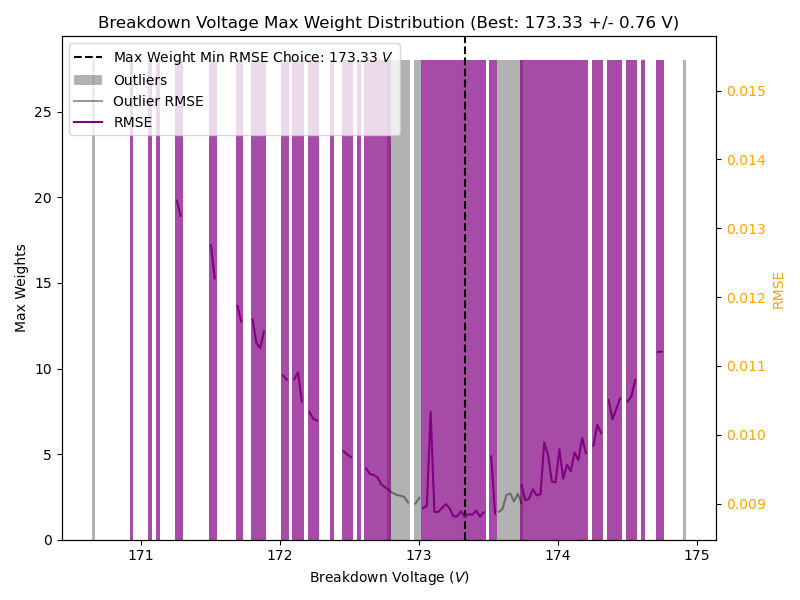 Breakdown Voltage Max Weight Distribution (Best: 173.33 +/- 0.76 V)
Max Weight Min RMSE Choice: 173.33 V
Outliers
Outlier RMSE
RMSE
Max Weights
0
5
10
15
20
25
171
172
173
174
175
Breakdown Voltage (V)
0.015
0.014
0.013
0.012
0.011
0.010
0.009
RMSE